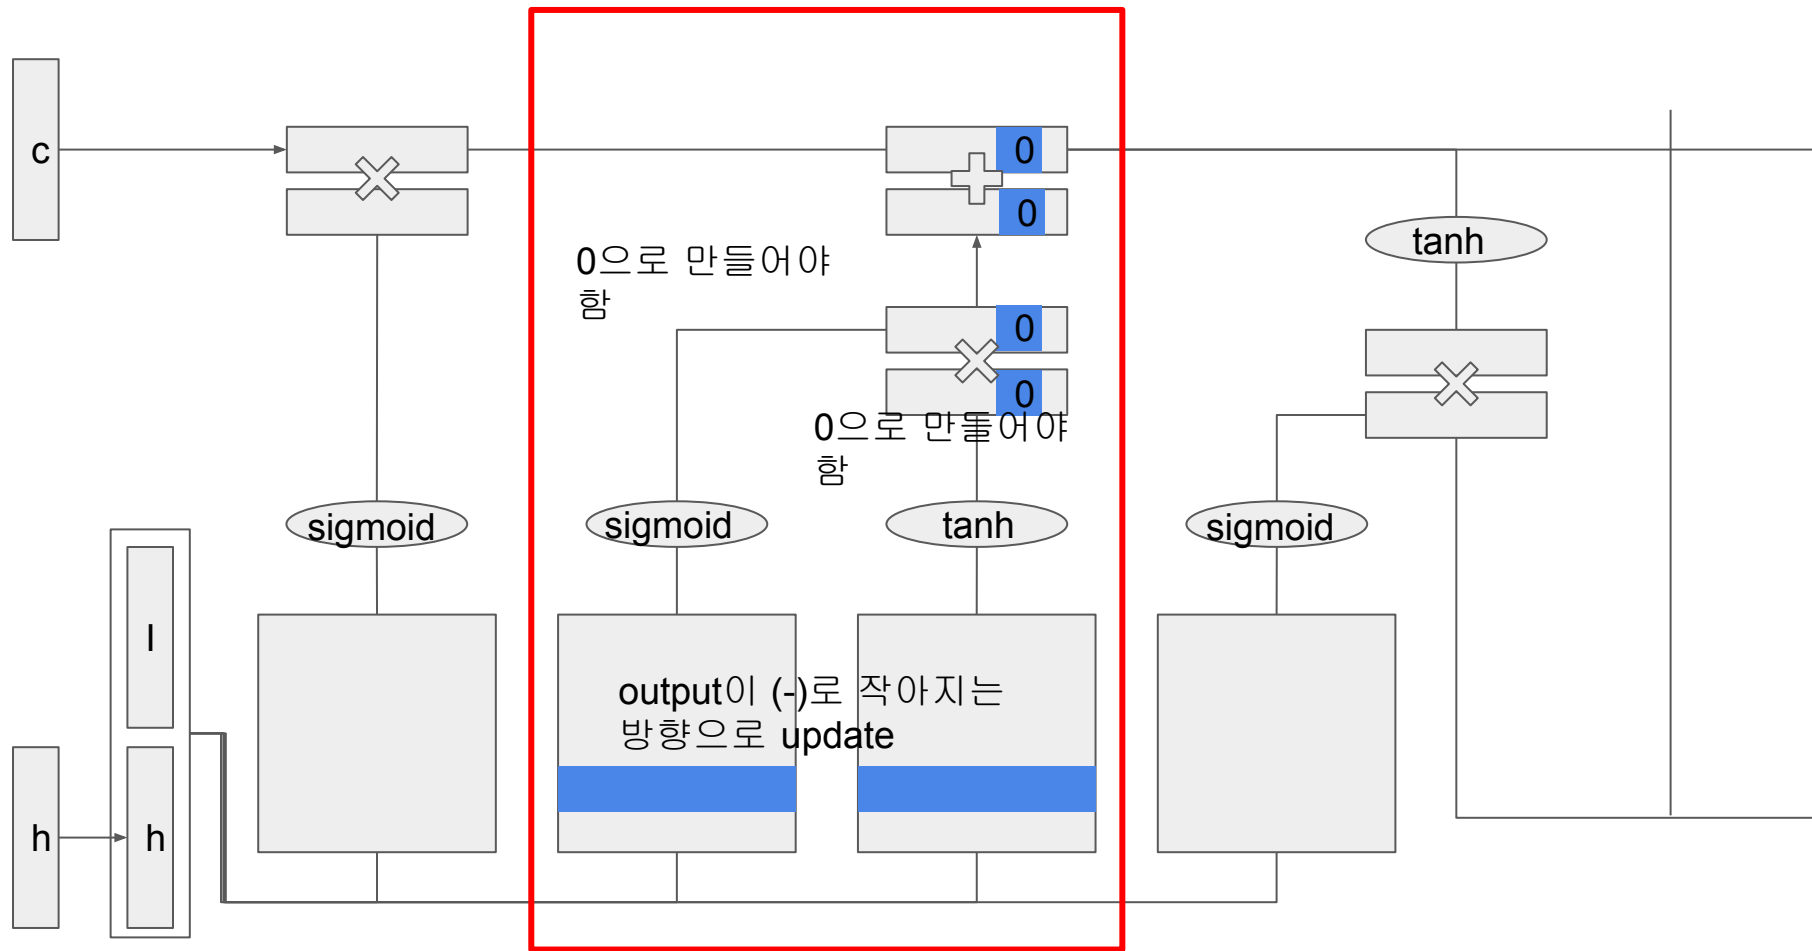 c
0
0
tanh
0으로 만들어야
함
0
0
0으로 만들어야
함
sigmoid
sigmoid
tanh
sigmoid
I
output이 (-)로 작아지는
방향으로 update
h
h